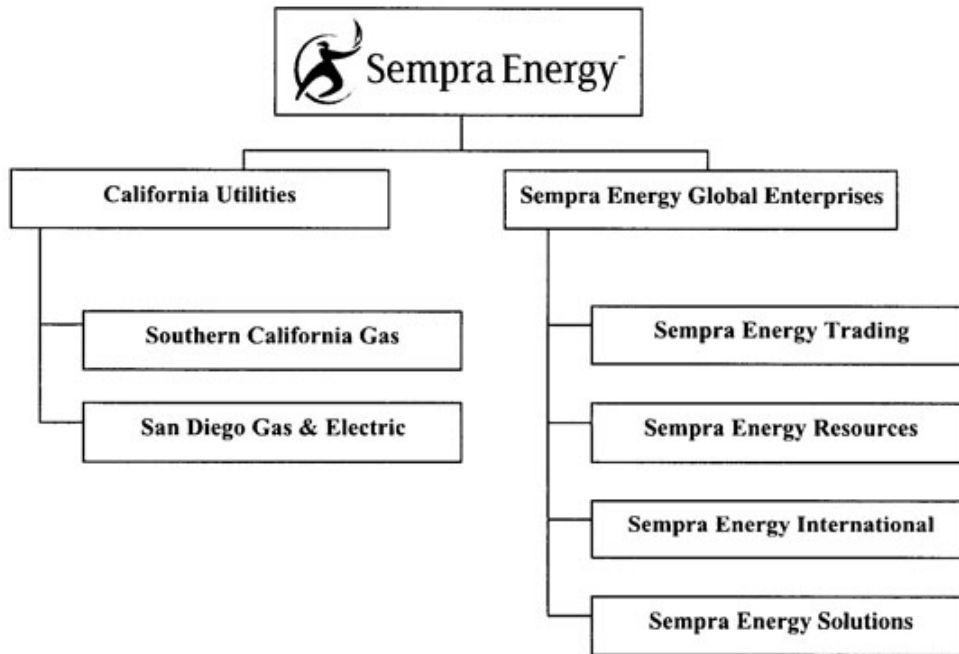 Sempra Energy™
California Utilities
Sempra Energy Global Enterprises
Southern California Gas
San Diego Gas & Electric
Sempra Energy Trading
Sempra Energy Resources
Sempra Energy International
Sempra Energy Solutions